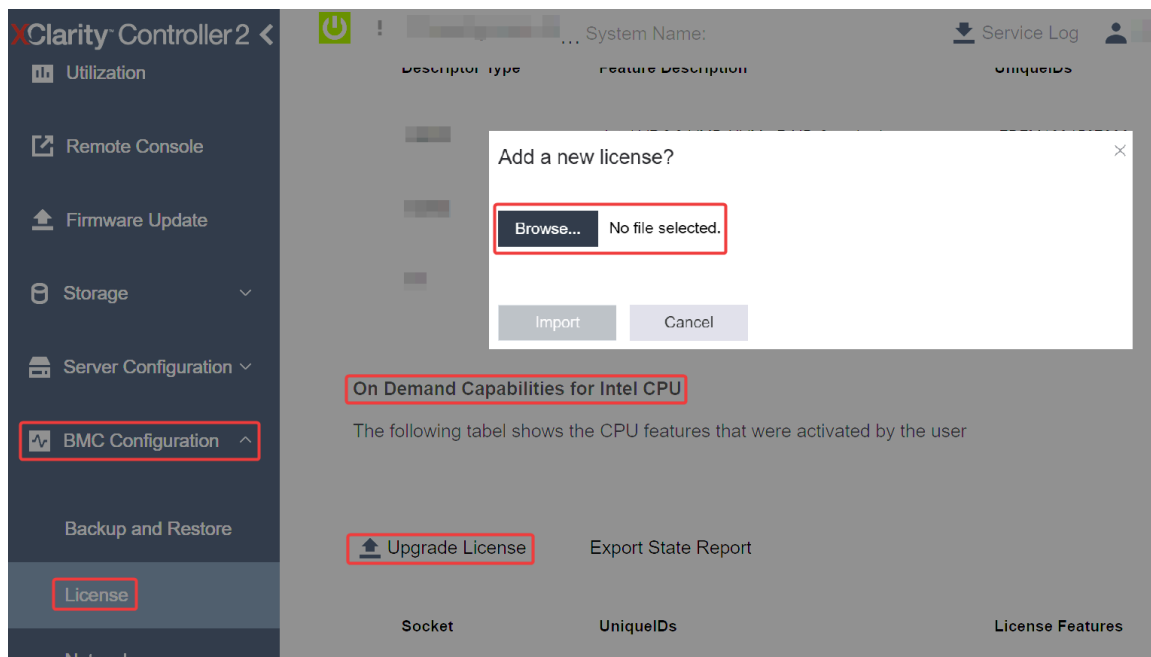 XClarity Controller 2
... System Name:
Service Log
Utilization
Descriptor Type Feature Description UniqueIDs
Remote Console
Add a new license?
Firmware Update
Browse... No file selected.
Storage
Import Cancel
Server Configuration
On Demand Capabilities for Intel CPU
BMC Configuration
The following tabel shows the CPU features that were activated by the user
Backup and Restore
Upgrade License Export State Report
License
Socket UniqueIDs License Features